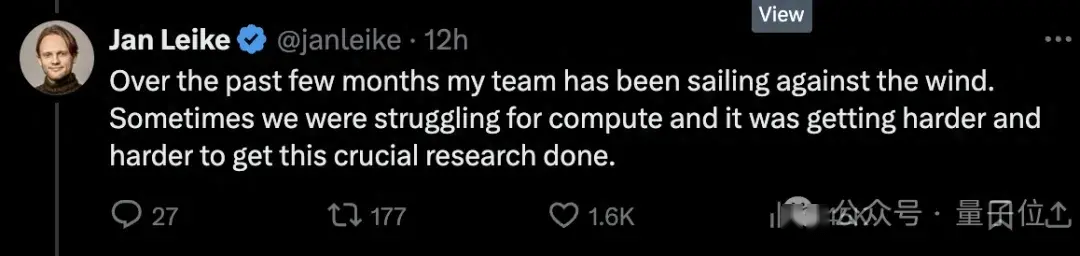 View
Jan Leike @janleike · 12h
Over the past few months my team has been sailing against the wind.
Sometimes we were struggling for compute and it was getting harder and
harder to get this crucial research done.
27 177 1.6K 公众号 · 量子位